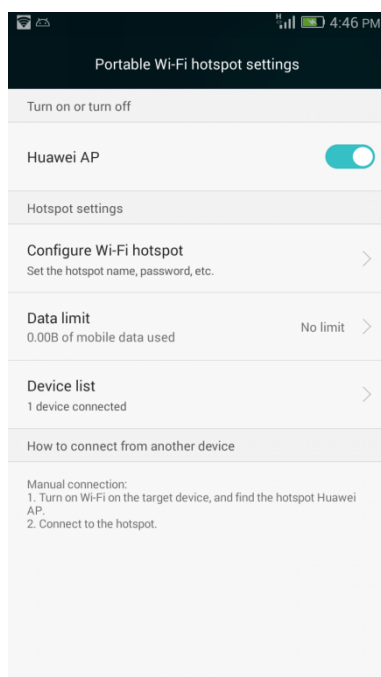 H 4:46 PM
Portable Wi-Fi hotspot settings
Turn on or turn off
Huawei AP
Hotspot settings
Configure Wi-Fi hotspot
Set the hotspot name, password, etc.
Data limit
0.00B of mobile data used
No limit
Device list
1 device connected
How to connect from another device
Manual connection:
1. Turn on Wi-Fi on the target device, and find the hotspot Huawei
AP.
2. Connect to the hotspot.